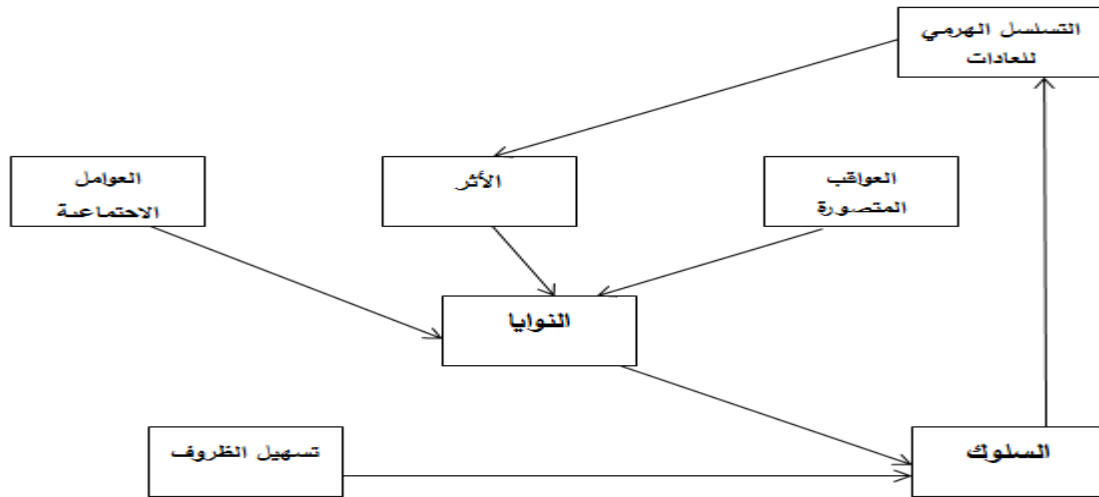 التسلسل الهرمي
للعادات
العوامل
الاجتماعية
الأثر
العواقب
المتصورة
النوايا
تسهيل الظروف
السلوك